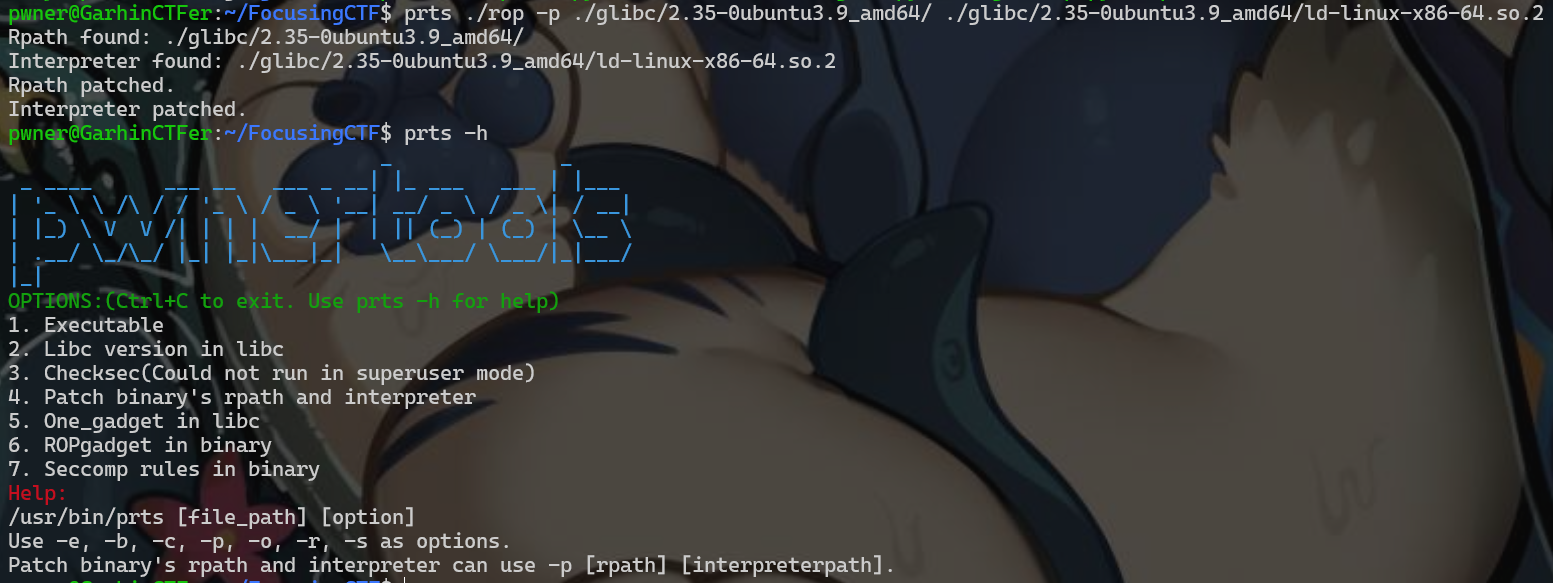 pwner@GarhinCTFer:~/FocusingCTF$ prts ./rop -p ./glibc/2.35-0ubuntu3.9_amd64/ ./glibc/2.35-0ubuntu3.9_amd64/ld-linux-x86-64.so.2
Rpath found: ./glibc/2.35-0ubuntu3.9_amd64/
Interpreter found: ./glibc/2.35-0ubuntu3.9_amd64/ld-linux-x86-64.so.2
Rpath patched.
Interpreter patched.
pwner@GarhinCTFer:~/FocusingCTF$ prts -h
pwner tools
OPTIONS:(Ctrl+C to exit. Use prts -h for help)
1. Executable
2. Libc version in libc
3. Checksec(Could not run in superuser mode)
4. Patch binary's rpath and interpreter
5. One_gadget in libc
6. ROPgadget in binary
7. Seccomp rules in binary
Help:
/usr/bin/prts [file_path] [option]
Use -e, -b, -c, -p, -o, -r, -s as options.
Patch binary's rpath and interpreter can use -p [rpath] [interpreterpath].